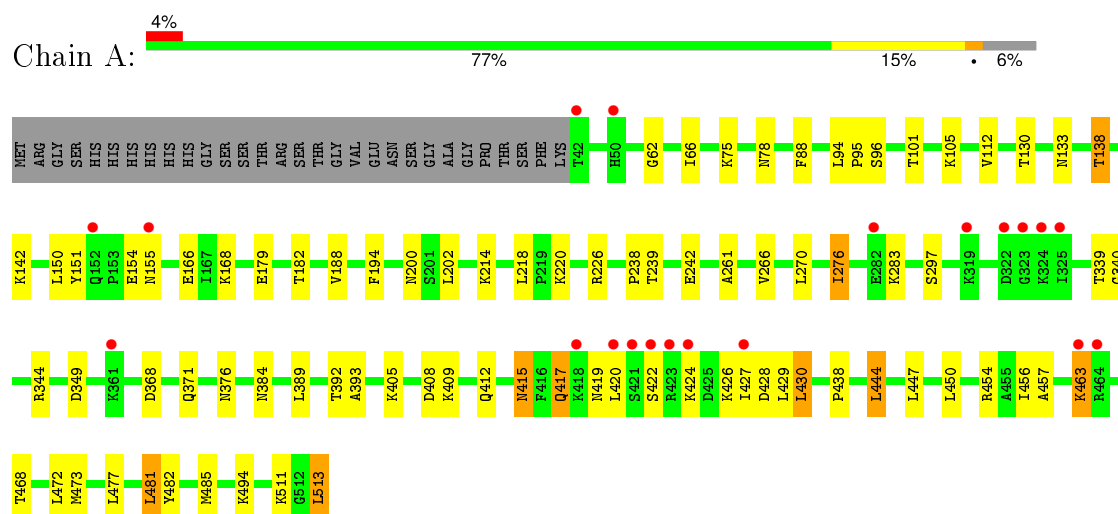 4%
Chain A:
77% 15% • 6%
MET ARG GLY SER HIS HIS HIS HIS HIS HIS GLY SER SER THR ARG SER THR GLY VAL GLU ASN SER GLY ALA GLY PRO THR SER PHE LYS T42 H50 G62 I66 K75 N78 F88 L94 P95 S96 T101 K105 V112 T130 N133 T138
K142 L150 Y151 Q152 P153 E154 N155 E166 I167 K168 E179 T182 V188 F194 N200 S201 L202 K214 L218 P219 K220 R226 P238 T239 E242 A261 V266 L270 I276 E282 K283 S297 K319 D322 G323 K324 I325 T339 G340
R344 D349 K361 D368 Q371 N376 N384 L389 T392 A393 K405 D408 K409 Q412 N415 F416 Q417 K418 N419 L420 S421 S422 R423 K424 D425 K426 I427 D428 L429 L430 P438 L444 L447 L450 R454 A455 I456 A457 K463 R464
T468 L472 M473 L477 L481 Y482 M485 K494 K511 G512 L513